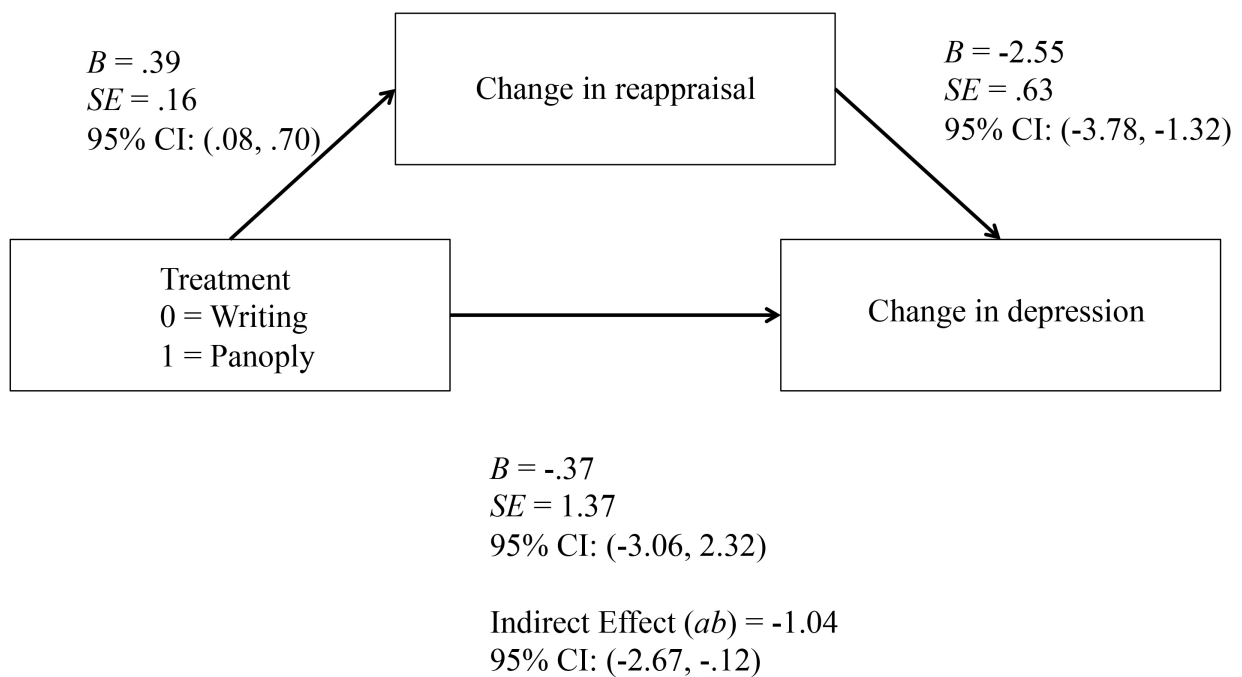 B = .39
SE = .16
95% CI: (.08, .70)
Change in reappraisal
B = -2.55
SE = .63
95% CI: (-3.78, -1.32)
Treatment
0 = Writing
1 = Panoply
Change in depression
B = -.37
SE = 1.37
95% CI: (-3.06, 2.32)
Indirect Effect (ab) = -1.04
95% CI: (-2.67, -.12)